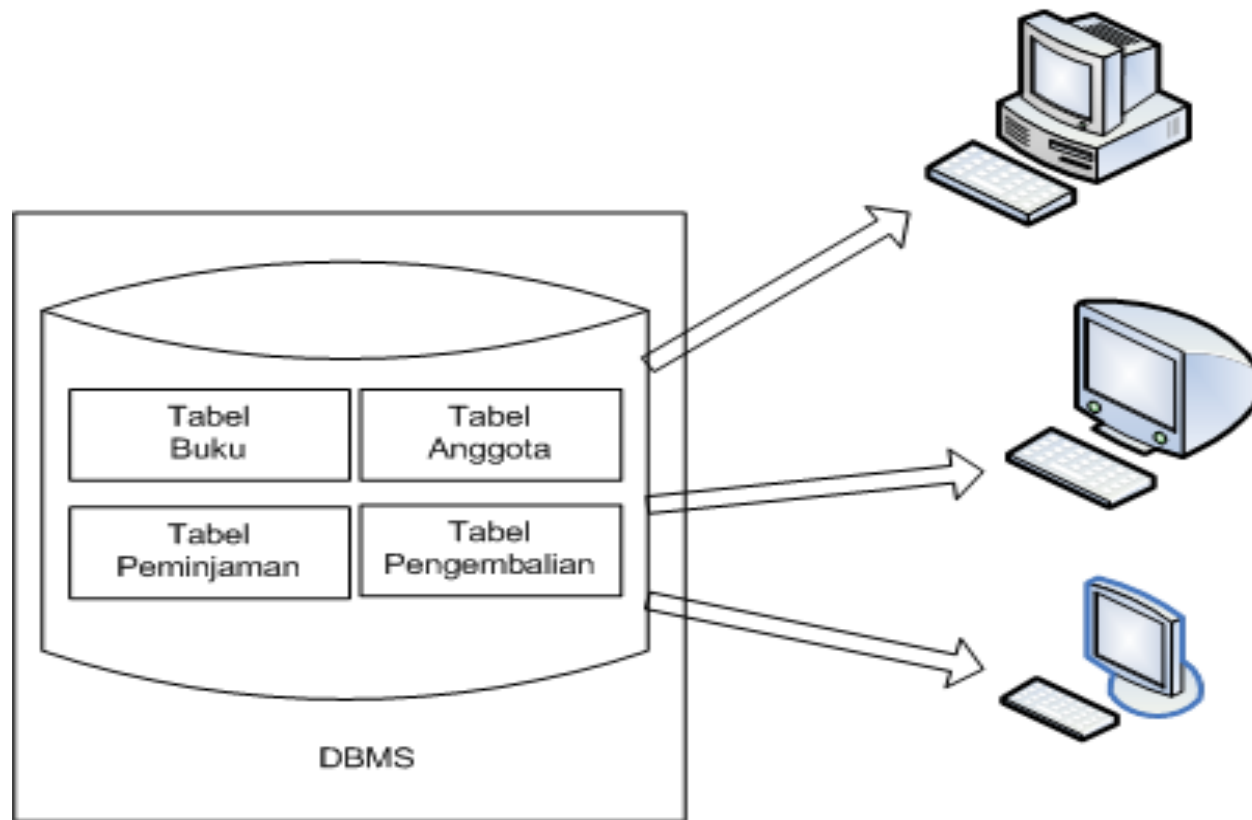 Tabel
Buku
Tabel
Anggota
Tabel
Peminjaman
Tabel
Pengembalian
DBMS